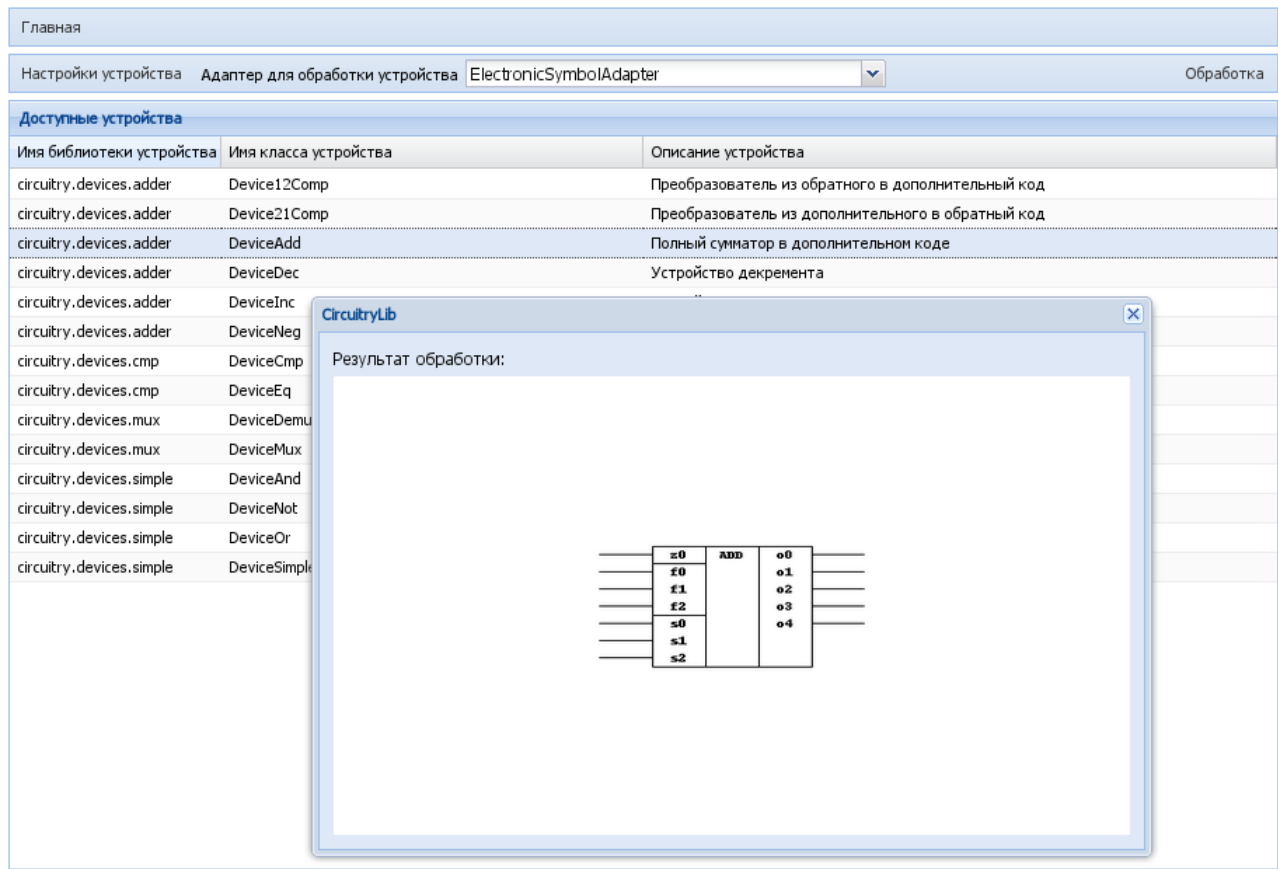 Главная
Настройки устройства Адаптер для обработки устройства ElectronicSymbolAdapter Обработка
Доступные устройства
Имя библиотеки устройства Имя класса устройства Описание устройства
circuitry.devices.adder Device12Comp Преобразователь из обратного в дополнительный код
circuitry.devices.adder Device21Comp Преобразователь из дополнительного в обратный код
circuitry.devices.adder DeviceAdd Полный сумматор в дополнительном коде
circuitry.devices.adder DeviceDec Устройство декремента
circuitry.devices.adder DeviceInc
circuitry.devices.adder DeviceNeg
circuitry.devices.cmp DeviceCmp
circuitry.devices.cmp DeviceEq
circuitry.devices.mux DeviceDemu
circuitry.devices.mux DeviceMux
circuitry.devices.simple DeviceAnd
circuitry.devices.simple DeviceNot
circuitry.devices.simple DeviceOr
circuitry.devices.simple DeviceSimpl
CircuitryLib
Результат обработки:
z0 ADD o0
f0 o1
f1 o2
f2 o3
s0 o4
s1
s2